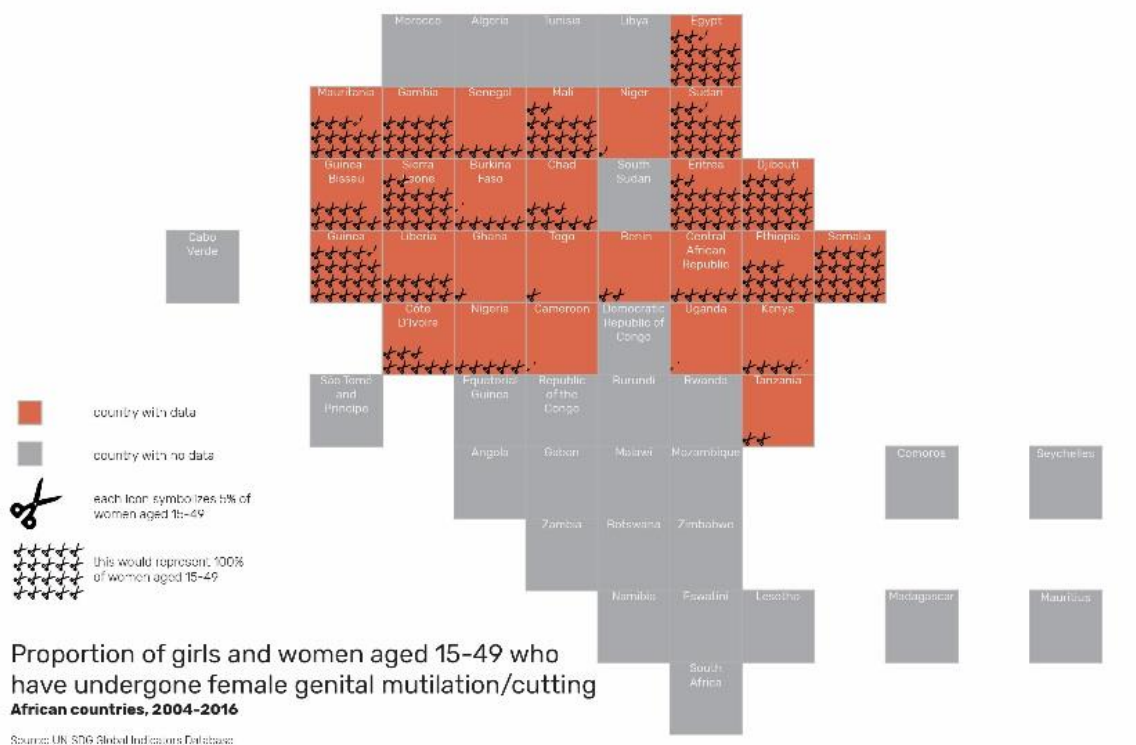 Morocco Algeria Tunisia Libya Egypt
Mauritania Gambia Senegal Mali Niger Sudan
Guinea Sierra Burkina Chad South Eritrea Djibouti
Bissau Leone Faso Sudan
Cabo Guinea Liberia Ghana Togo Benin Central Ethiopia Somalia
Verde African
Republic
Côte Nigeria Cameroon Democratic Uganda Kenya
D'Ivoire Republic of
Congo
São Tome Equatorial Republic Burundi Rwanda Tanzania
and Guinea of the
Principe Congo
country with data
country with no data
Angola Gabon Malawi Mozambique Comoros Seychelles
each icon symbolizes 5% of
women aged 15-49
Zambia Botswana Zimbabwe
this would represent 100%
of women aged 15-49
Namibia Eswatini Lesotho Madagascar Mauritius
Proportion of girls and women aged 15-49 who
have undergone female genital mutilation/cutting
African countries, 2004-2016
South
Africa
Source: UN SDG Global Indicators Database